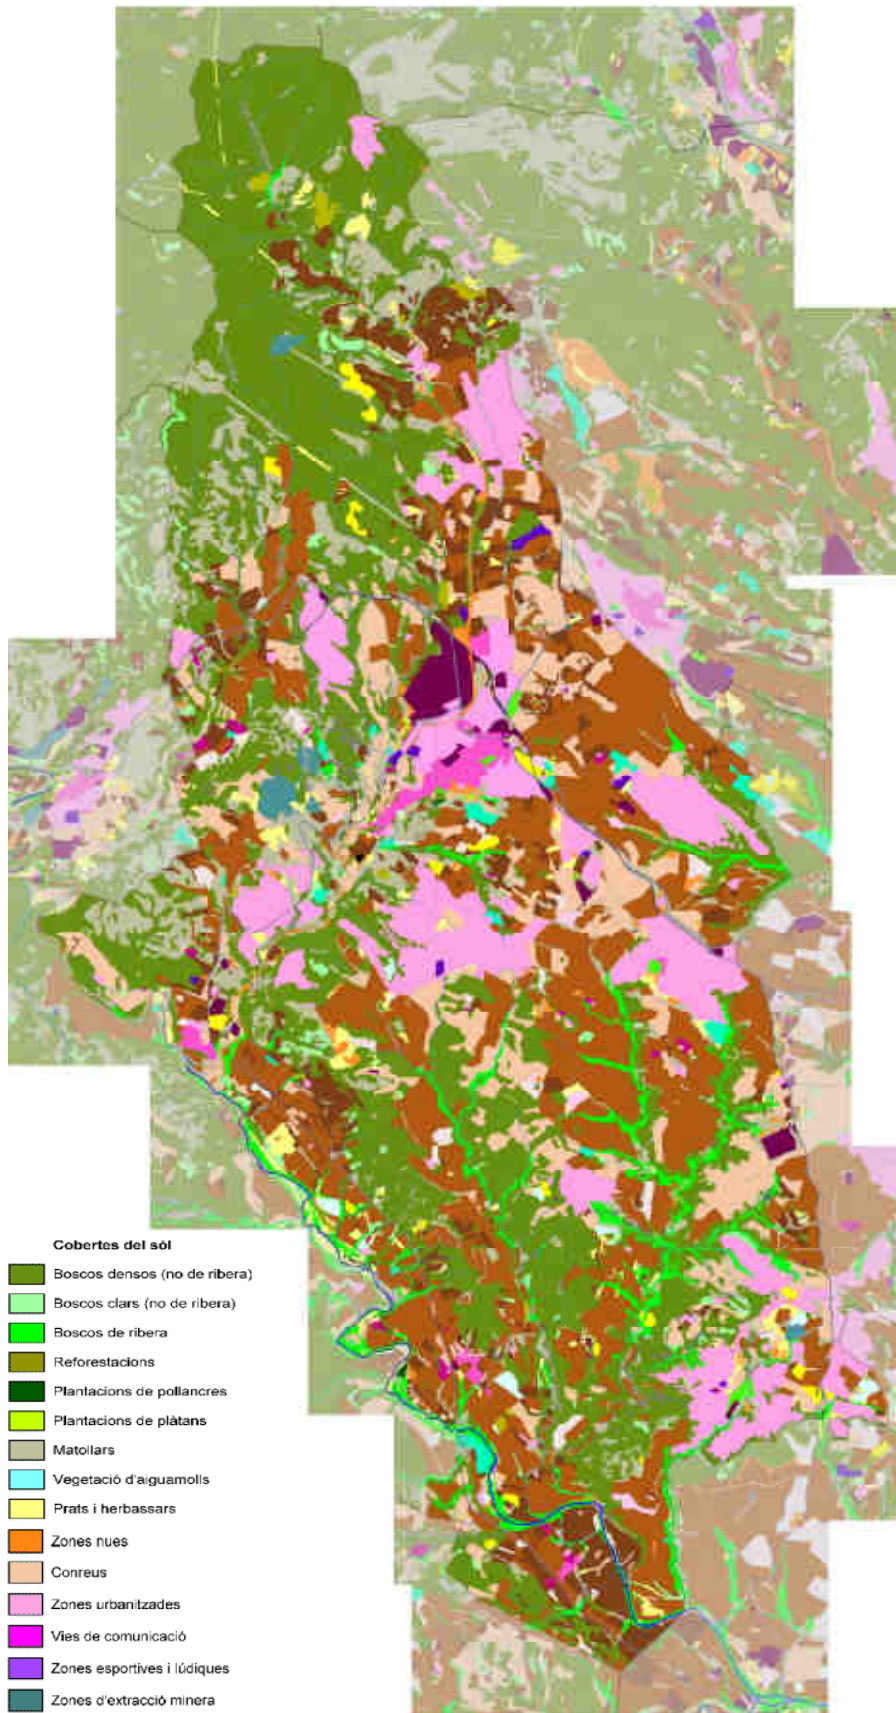 Cobertes del sòl
Boscos densos (no de ribera)
Boscos clars (no de ribera)
Boscos de ribera
Reforestacions
Plantacions de pollancres
Plantacions de plàtans
Matollars
Vegetació d'aiguamolls
Prats i herbassars
Zones nues
Conreus
Zones urbanitzades
Vies de comunicació
Zones esportives i lúdiques
Zones d'extracció minera